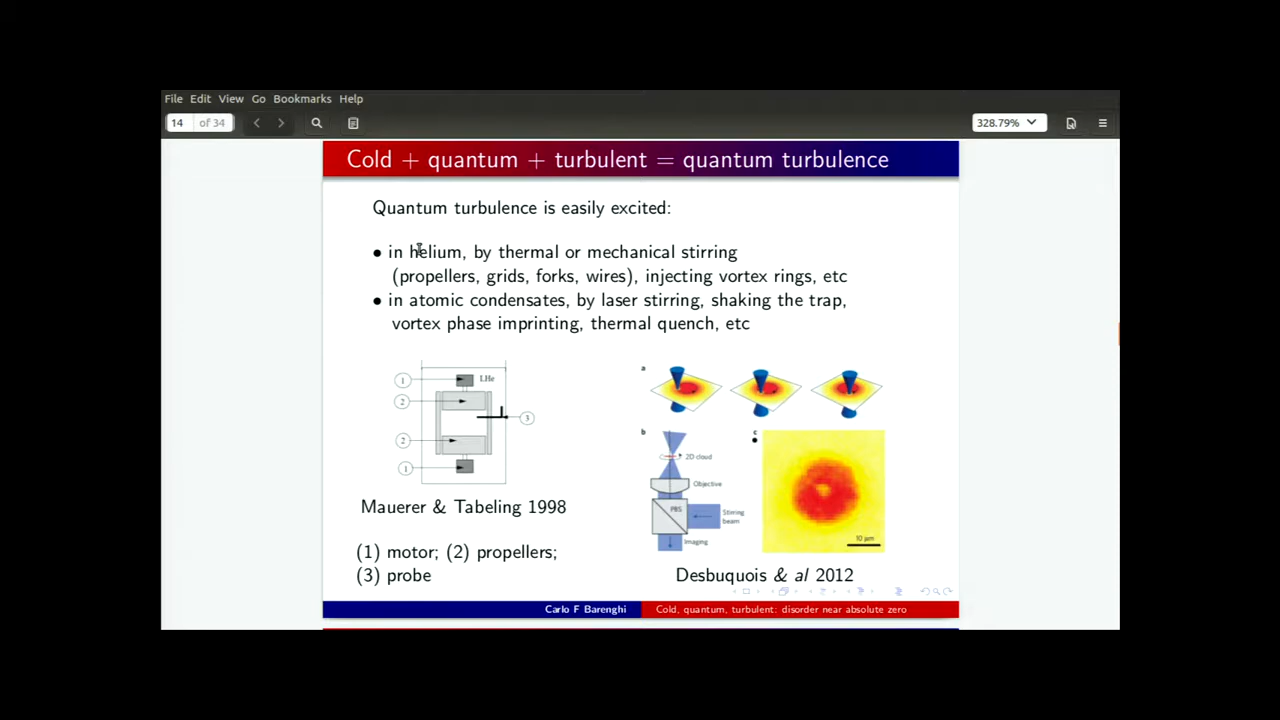 File Edit View Go Bookmarks Help
14 of 34
328.79%
Cold + quantum + turbulent = quantum turbulence
Quantum turbulence is easily excited:
• in helium, by thermal or mechanical stirring
(propellers, grids, forks, wires), injecting vortex rings, etc
• in atomic condensates, by laser stirring, shaking the trap,
vortex phase imprinting, thermal quench, etc
1
LHe
2
3
2
1
Mauerer & Tabeling 1998
(1) motor; (2) propellers;
(3) probe
a
b
2D cloud
Objective
PBS
Stirring
beam
Imaging
c
10 μm
Desbuquois & al 2012
Carlo F Barenghi
Cold, quantum, turbulent: disorder near absolute zero